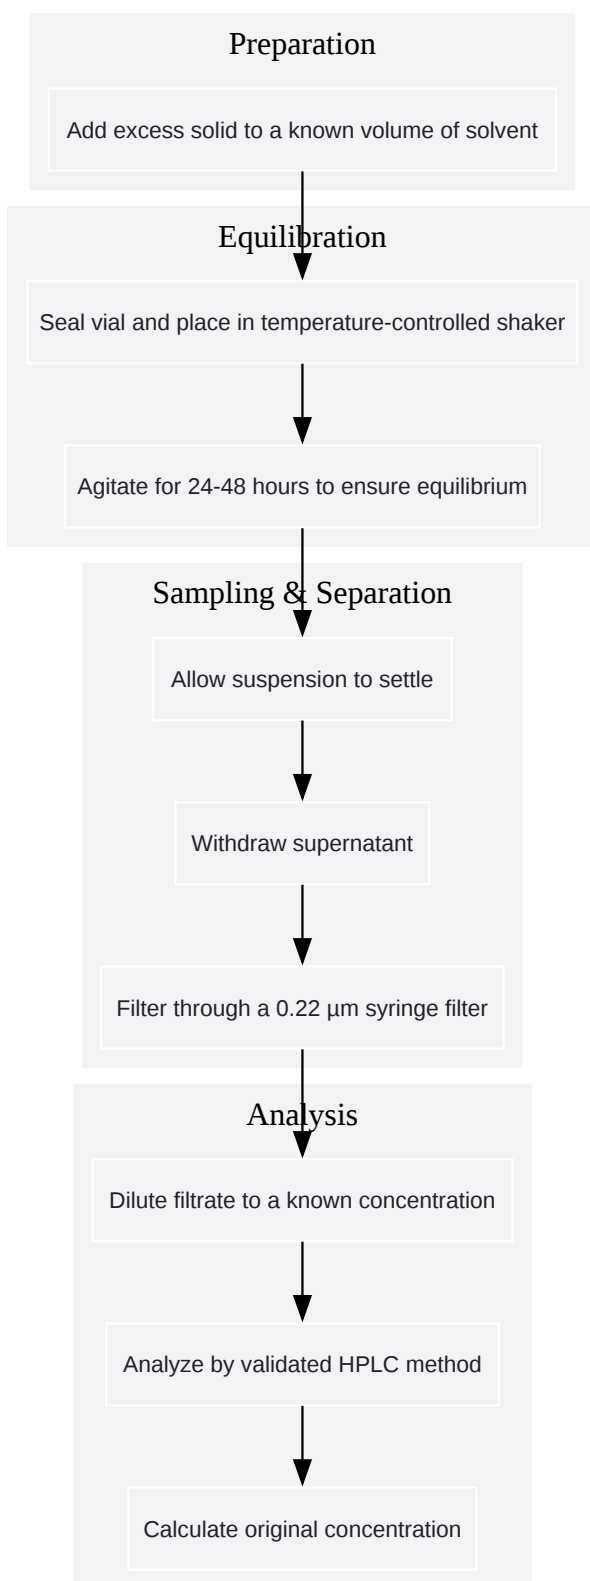 Preparation
Add excess solid to a known volume of solvent
Equilibration
Seal vial and place in temperature-controlled shaker
Agitate for 24-48 hours to ensure equilibrium
Sampling & Separation
Allow suspension to settle
Withdraw supernatant
Filter through a 0.22 µm syringe filter
Analysis
Dilute filtrate to a known concentration
Analyze by validated HPLC method
Calculate original concentration